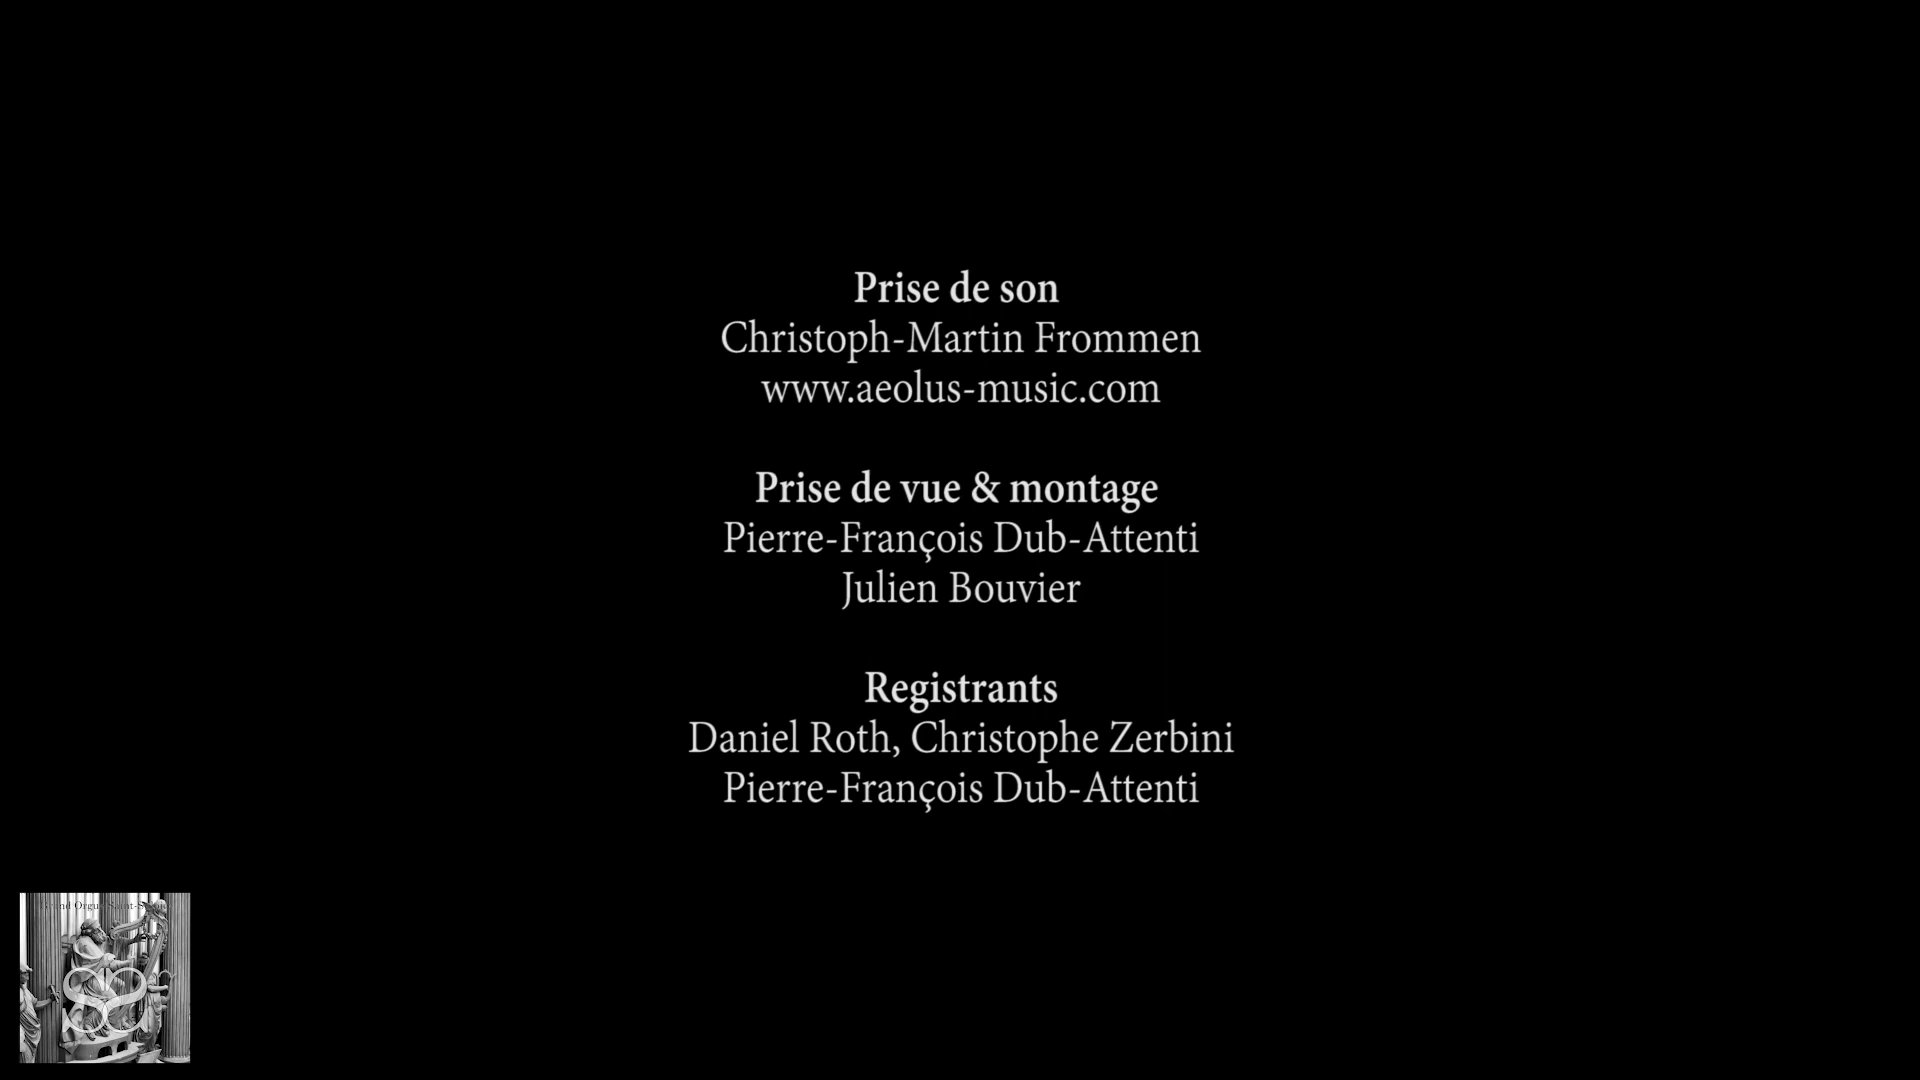 Prise de son
Christoph-Martin Frommen
www.aeolus-music.com
Prise de vue & montage
Pierre-François Dub-Attenti
Julien Bouvier
Registrants
Daniel Roth, Christophe Zerbini
Pierre-François Dub-Attenti